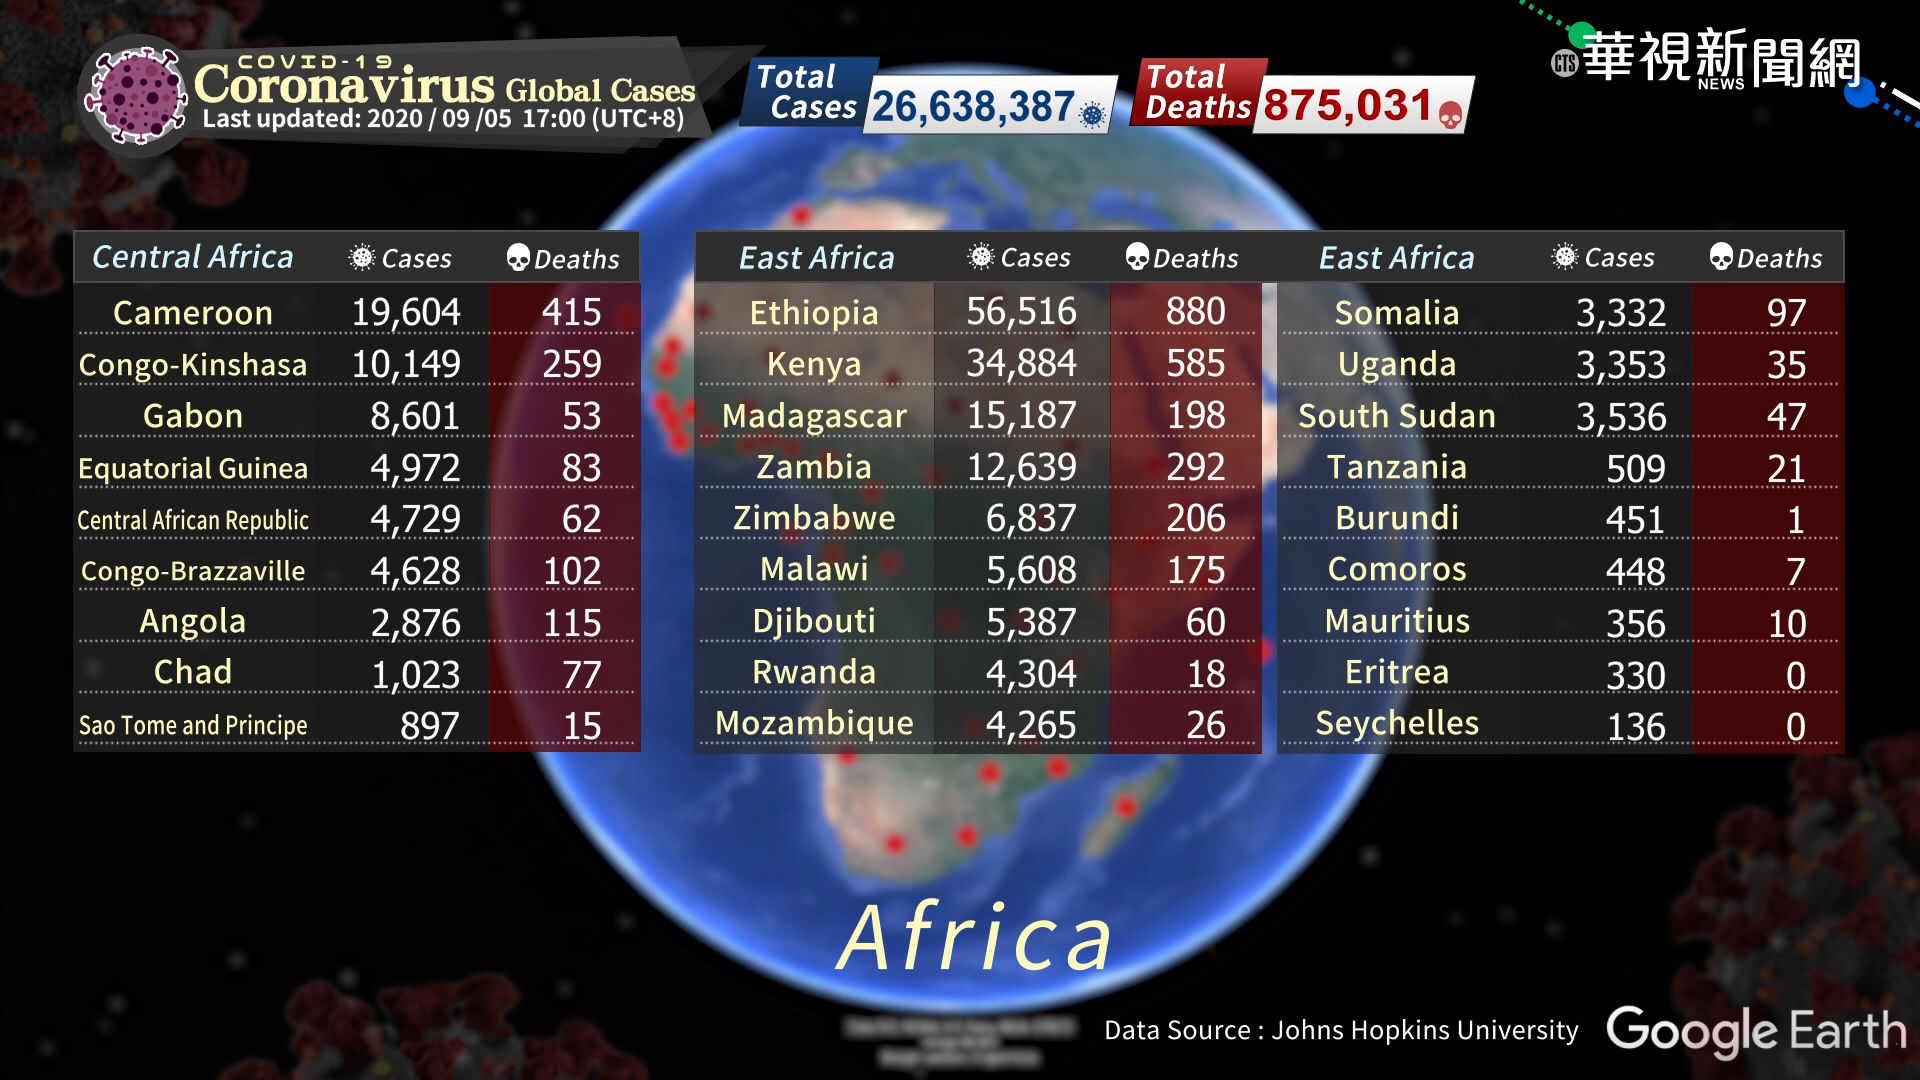 COVID-19
Coronavirus Global Cases
Last updated: 2020 / 09 /05 17:00 (UTC+8)
Total Cases 26,638,387
Total Deaths 875,031
CTS 華視新聞網
NEWS
Central Africa Cases Deaths
Cameroon 19,604 415
Congo-Kinshasa 10,149 259
Gabon 8,601 53
Equatorial Guinea 4,972 83
Central African Republic 4,729 62
Congo-Brazzaville 4,628 102
Angola 2,876 115
Chad 1,023 77
Sao Tome and Principe 897 15
East Africa Cases Deaths
Ethiopia 56,516 880
Kenya 34,884 585
Madagascar 15,187 198
Zambia 12,639 292
Zimbabwe 6,837 206
Malawi 5,608 175
Djibouti 5,387 60
Rwanda 4,304 18
Mozambique 4,265 26
East Africa Cases Deaths
Somalia 3,332 97
Uganda 3,353 35
South Sudan 3,536 47
Tanzania 509 21
Burundi 451 1
Comoros 448 7
Mauritius 356 10
Eritrea 330 0
Seychelles 136 0
Africa
Data Source : Johns Hopkins University
Google Earth